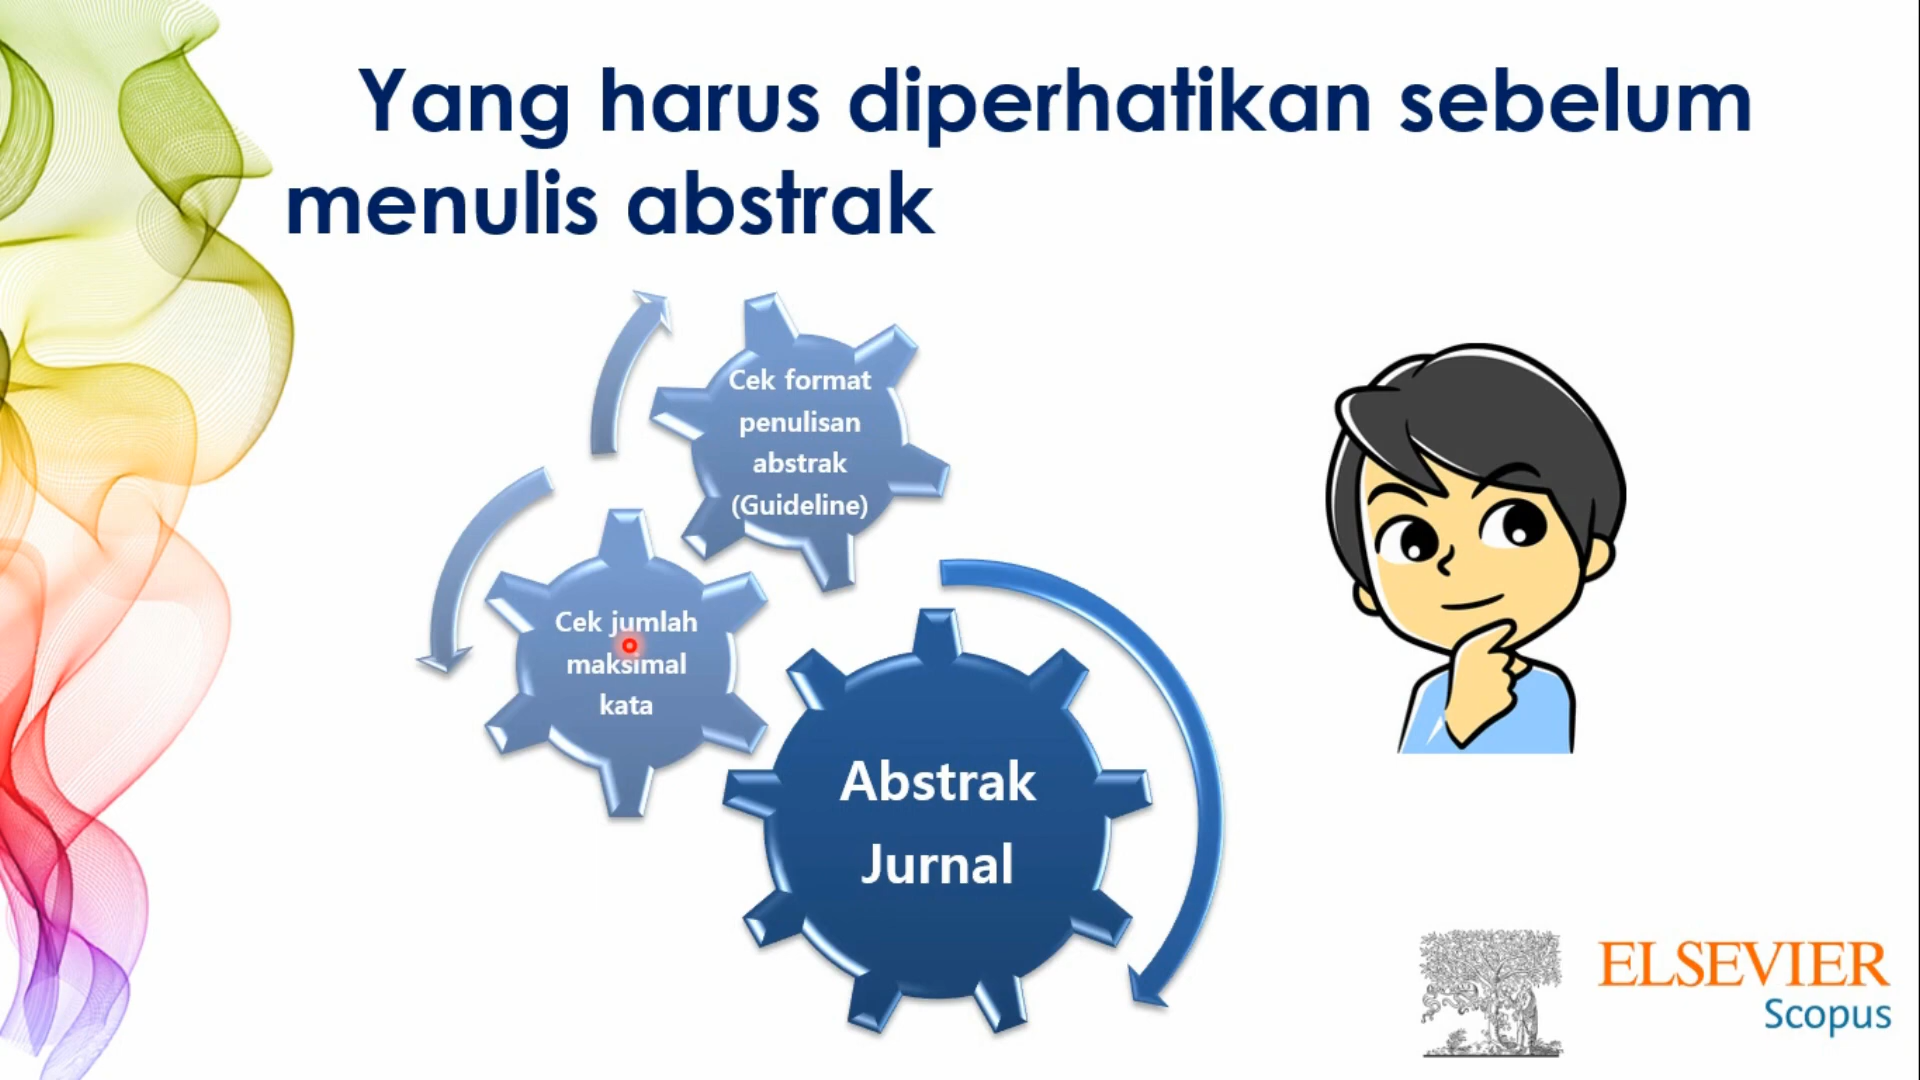 Yang harus diperhatikan sebelum
menulis abstrak
Cek format
penulisan
abstrak
(Guideline)
Cek jumlah
maksimal
kata
Abstrak
Jurnal
ELSEVIER
Scopus